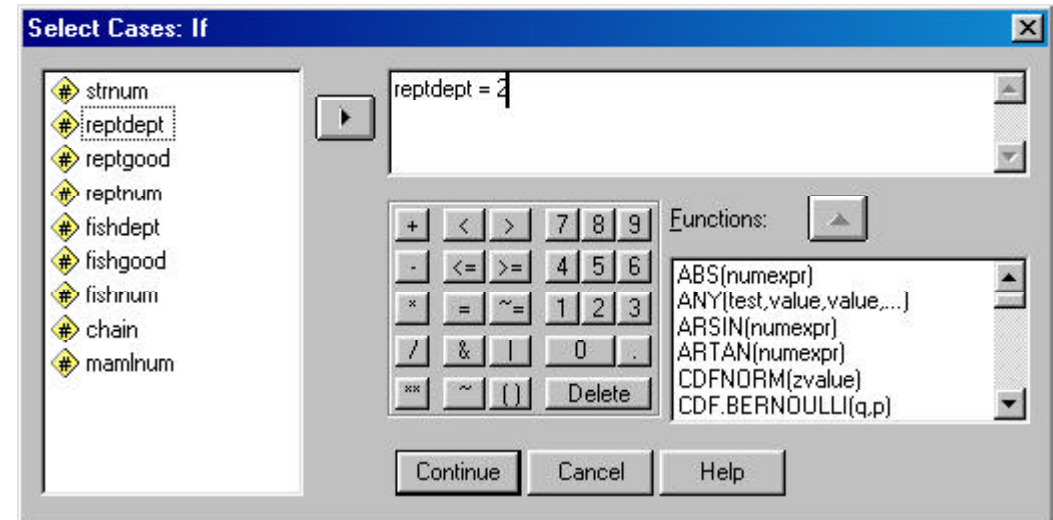 Select Cases: If
strnum
reptdept
reptgood
reptnum
fishdept
fishgood
fishnum
chain
mamlnum
reptdept = 2
+ < > 7 8 9
- <= >= 4 5 6
* = ~= 1 2 3
/ & | 0 .
** ~ () Delete
Functions:
ABS(numexpr)
ANY(test,value,value,...)
ARSIN(numexpr)
ARTAN(numexpr)
CDFNORM(zvalue)
CDF.BERNOULLI(q,p)
Continue Cancel Help